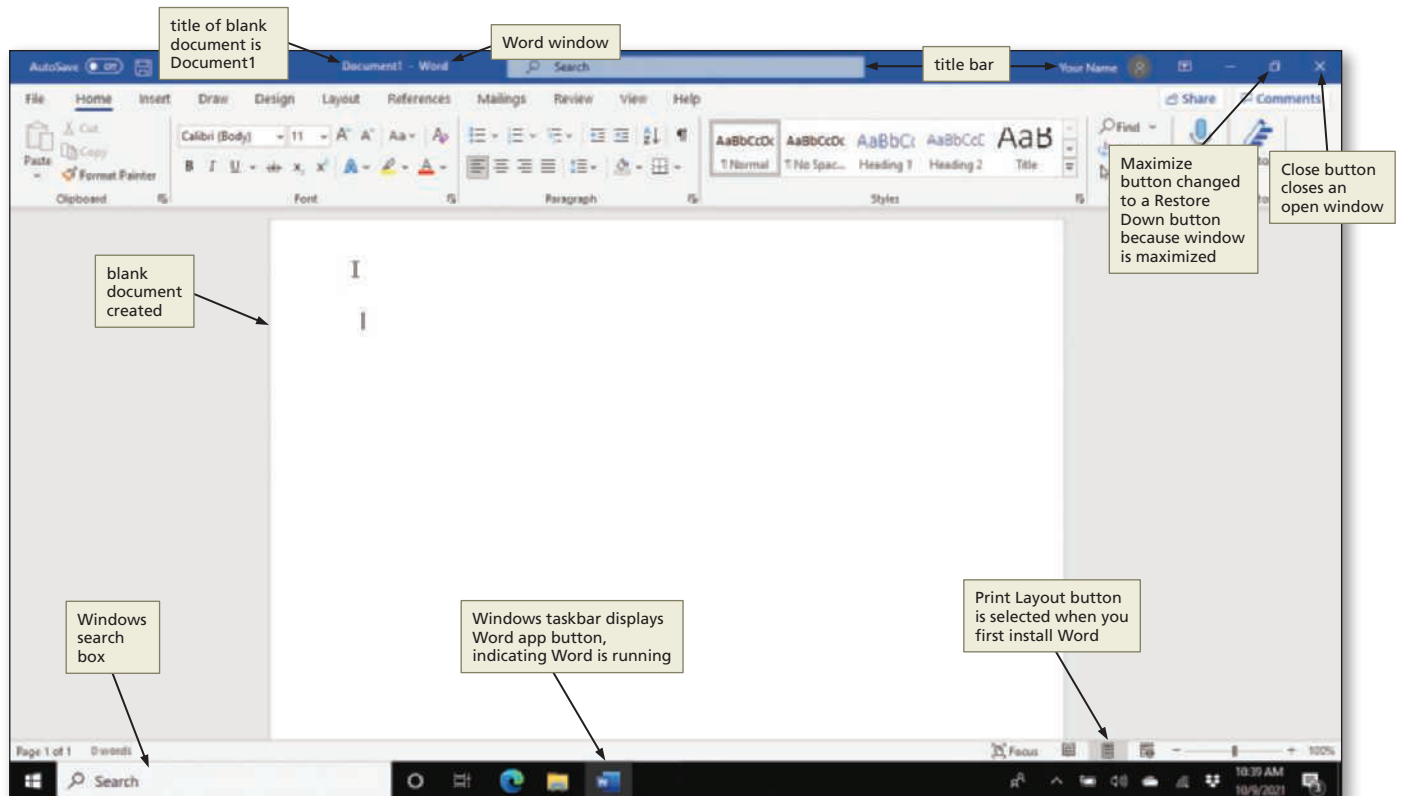 title of blank
document is
Document1
Word window
title bar
AutoSave Off
Document1 - Word
Search
Your Name
File Home Insert Draw Design Layout References Mailings Review View Help
Share Comments
Paste
Cut
Copy
Format Painter
Clipboard
Calibri (Body) 11
Font
Paragraph
AaBbCcDc AaBbCcDc AaBbCc AaBbCcC AaB
¶ Normal ¶ No Spac... Heading 1 Heading 2 Title
Styles
Find
Maximize
button changed
to a Restore
Down button
because window
is maximized
Close button
closes an
open window
blank
document
created
Windows
search
box
Windows taskbar displays
Word app button,
indicating Word is running
Print Layout button
is selected when you
first install Word
Page 1 of 1 0 words
Focus
100%
Search
10:39 AM
10/9/2021